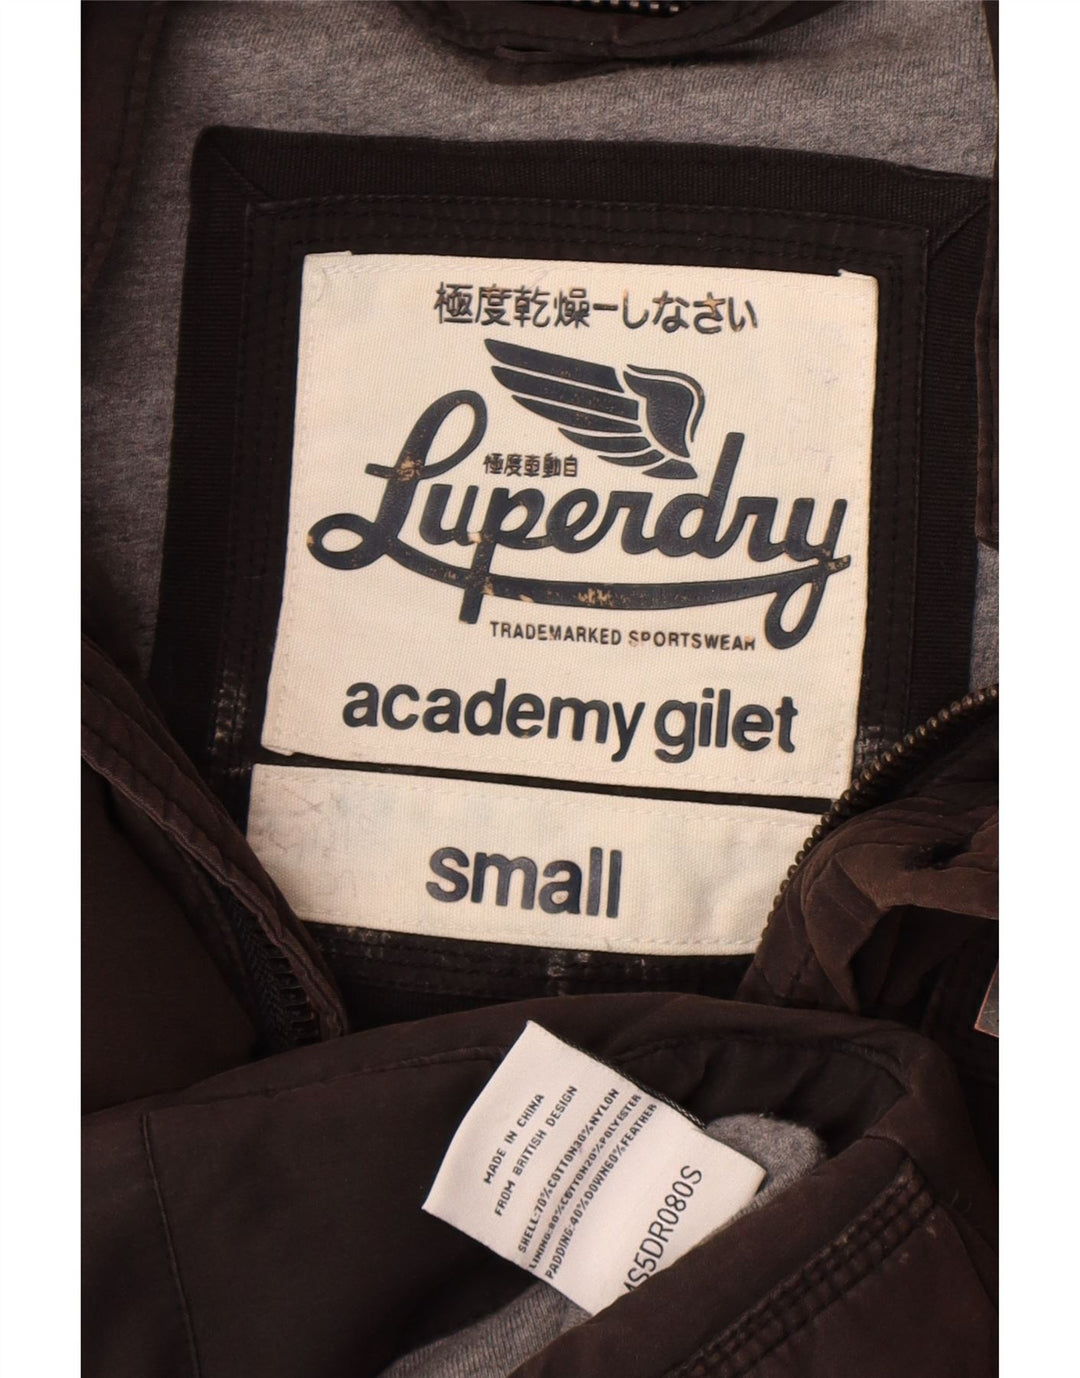 極度乾燥ーしなさい
極度車動自
Superdry
TRADEMARKED SPORTSWEAR
academy gilet
small
MADE IN CHINA
FROM BRITISH DESIGN
SHELL:70%COTTON30%NYLON
LINING:80%COTTON20%POLYESTER
PADDING:40%DOWN60%FEATHER
MS5DR080S